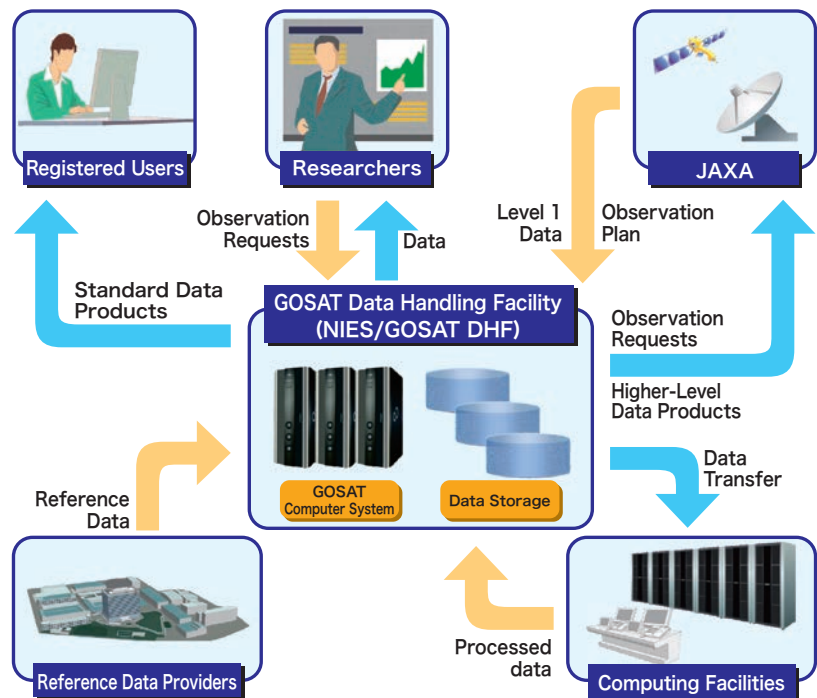 Registered Users
Researchers
JAXA
Observation
Requests
Data
Level 1
Data
Observation
Plan
Standard Data
Products
GOSAT Data Handling Facility
(NIES/GOSAT DHF)
Observation
Requests
Higher-Level
Data Products
GOSAT
Computer System
Data Storage
Data
Transfer
Reference
Data
Processed
data
Reference Data Providers
Computing Facilities